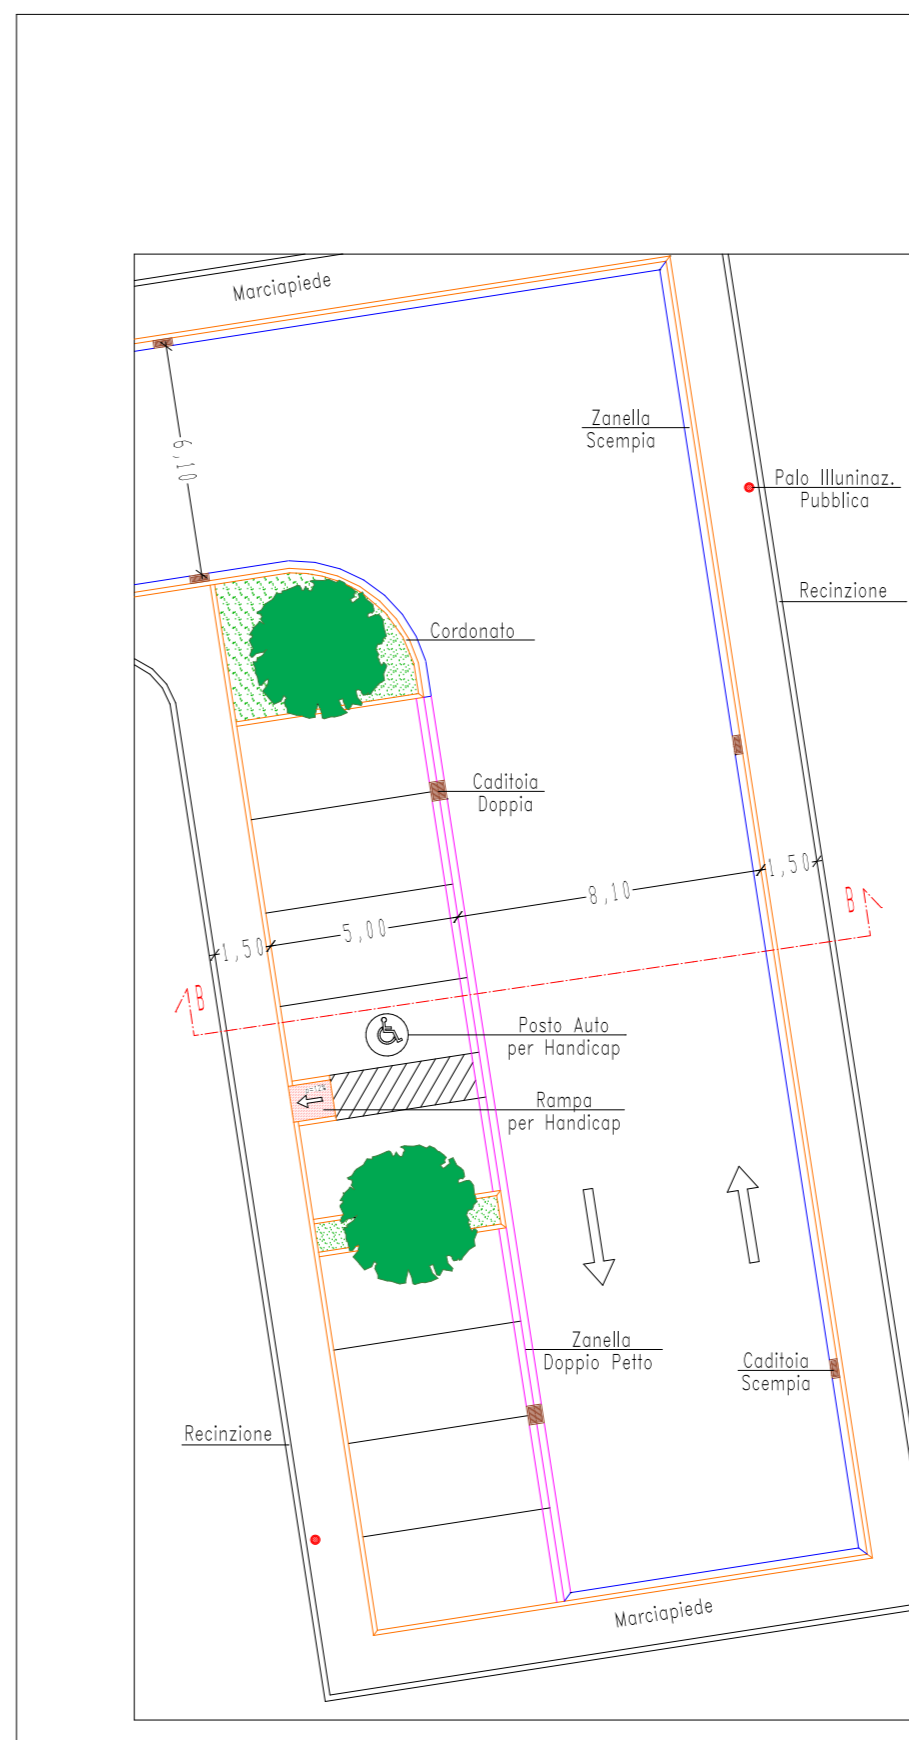 Marciapiede
6,10
Zanella
Scempia
Palo Illuninaz.
Pubblica
Recinzione
Cordonato
Caditoia
Doppia
1,50
5,00
8,10
1,50
B
B
Posto Auto
per Handicap
Rampa
per Handicap
Zanella
Doppio Petto
Caditoia
Scempia
Recinzione
Marciapiede